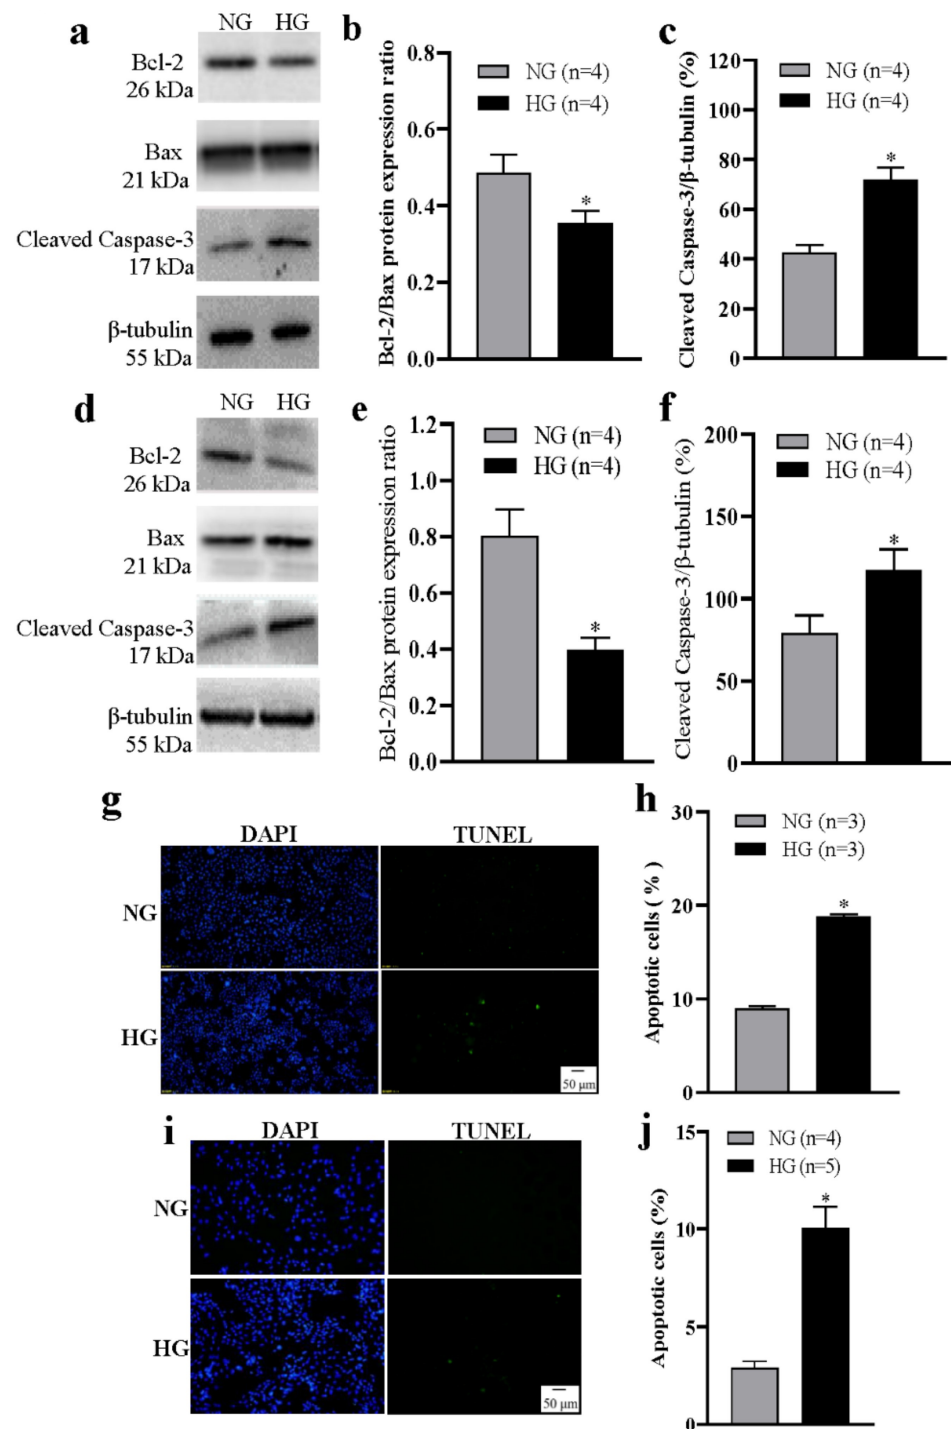 a
NG HG
Bcl-2
26 kDa
Bax
21 kDa
Cleaved Caspase-3
17 kDa
β-tubulin
55 kDa
b
Bcl-2/Bax protein expression ratio
0.8
0.6
0.4
0.2
0.0
NG (n=4)
HG (n=4)
*
c
Cleaved Caspase-3/β-tubulin (%)
120
100
80
60
40
20
0
NG (n=4)
HG (n=4)
*
d
NG HG
Bcl-2
26 kDa
Bax
21 kDa
Cleaved Caspase-3
17 kDa
β-tubulin
55 kDa
e
Bcl-2/Bax protein expression ratio
1.2
1.0
0.8
0.6
0.4
0.2
0.0
NG (n=4)
HG (n=4)
*
f
Cleaved Caspase-3/β-tubulin (%)
200
150
100
50
0
NG (n=4)
HG (n=4)
*
g
DAPI TUNEL
NG
HG
50 μm
h
Apoptotic cells ( % )
30
20
10
0
NG (n=3)
HG (n=3)
*
i
DAPI TUNEL
NG
HG
50 μm
j
Apoptotic cells (%)
15
10
5
0
NG (n=4)
HG (n=5)
*